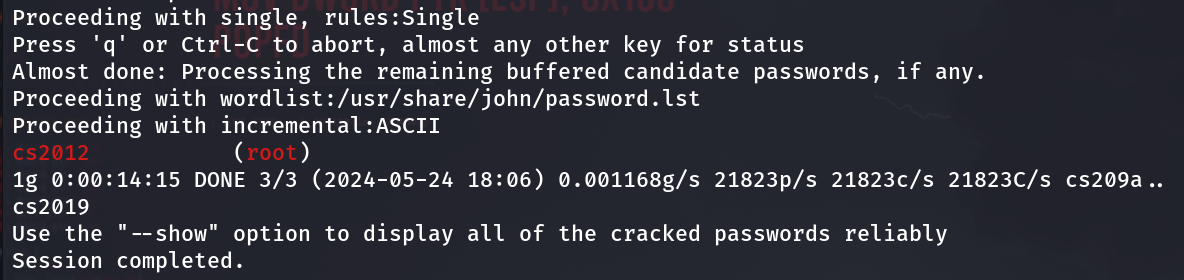 Proceeding with single, rules:Single
Press 'q' or Ctrl-C to abort, almost any other key for status
Almost done: Processing the remaining buffered candidate passwords, if any.
Proceeding with wordlist:/usr/share/john/password.lst
Proceeding with incremental:ASCII
cs2012           (root)
1g 0:00:14:15 DONE 3/3 (2024-05-24 18:06) 0.001168g/s 21823p/s 21823c/s 21823C/s cs209a..
cs2019
Use the "--show" option to display all of the cracked passwords reliably
Session completed.